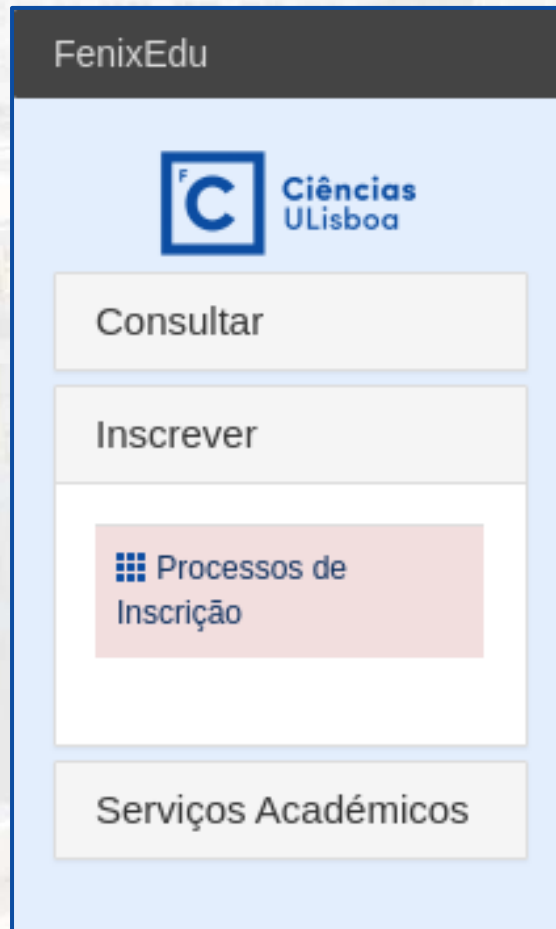 FenixEdu
F
C
Ciências
ULisboa
Consultar
Inscrever
Processos de
Inscrição
Serviços Académicos